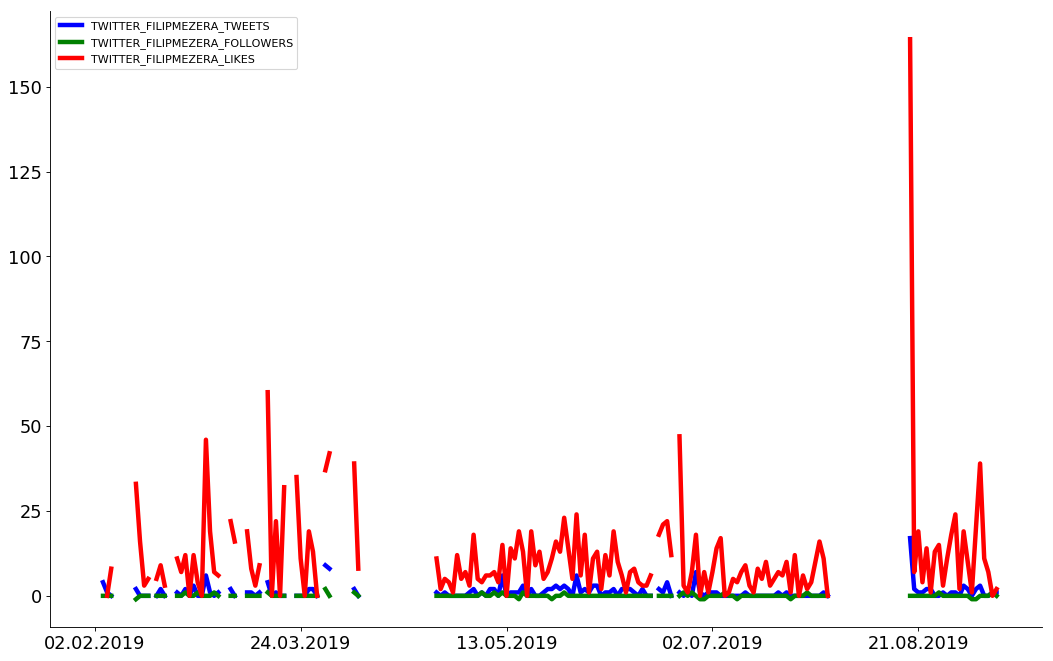 TWITTER_FILIPMEZERA_TWEETS
TWITTER_FILIPMEZERA_FOLLOWERS
TWITTER_FILIPMEZERA_LIKES
150
125
100
75
50
25
0
02.02.2019 24.03.2019 13.05.2019 02.07.2019 21.08.2019